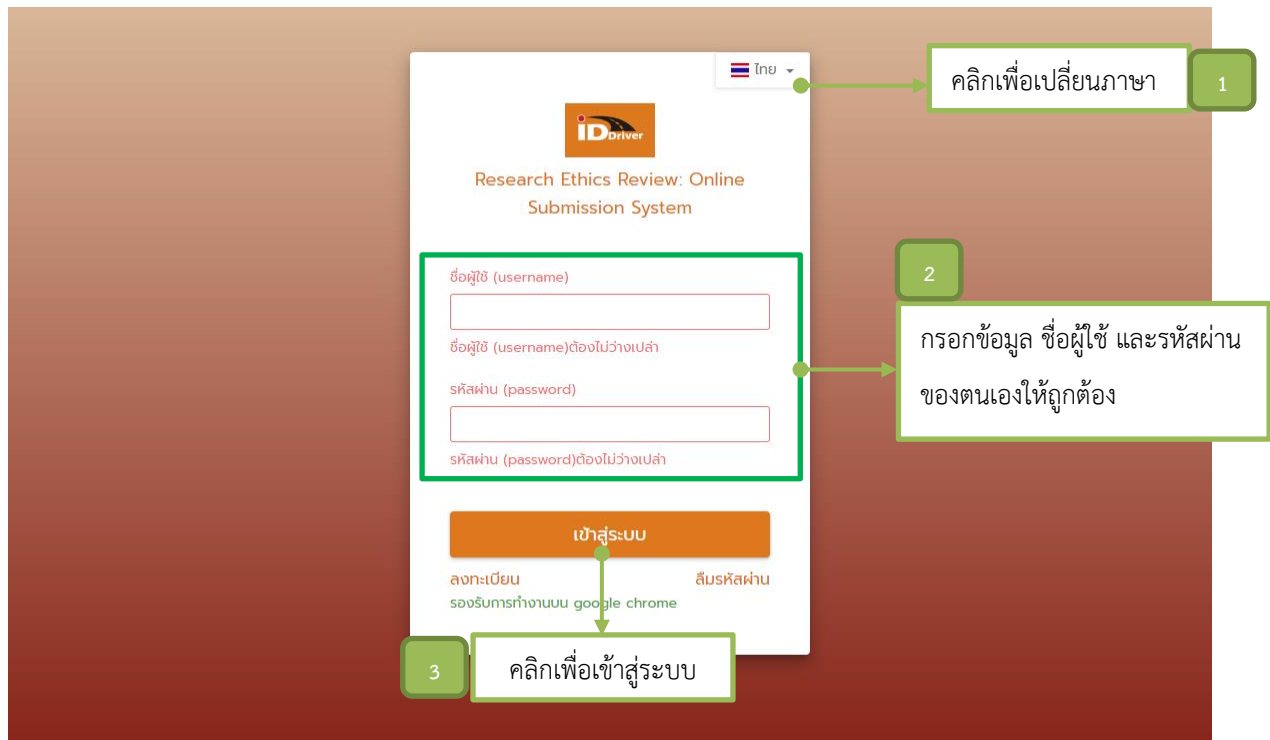 ไทย
คลิกเพื่อเปลี่ยนภาษา
1
iDDriver
Research Ethics Review: Online
Submission System
2
ชื่อผู้ใช้ (username)
ชื่อผู้ใช้ (username)ต้องไม่ว่างเปล่า
กรอกข้อมูล ชื่อผู้ใช้ และรหัสผ่าน
ของตนเองให้ถูกต้อง
รหัสผ่าน (password)
รหัสผ่าน (password)ต้องไม่ว่างเปล่า
เข้าสู่ระบบ
ลงทะเบียน
ลืมรหัสผ่าน
รองรับการทำงานบน google chrome
3
คลิกเพื่อเข้าสู่ระบบ